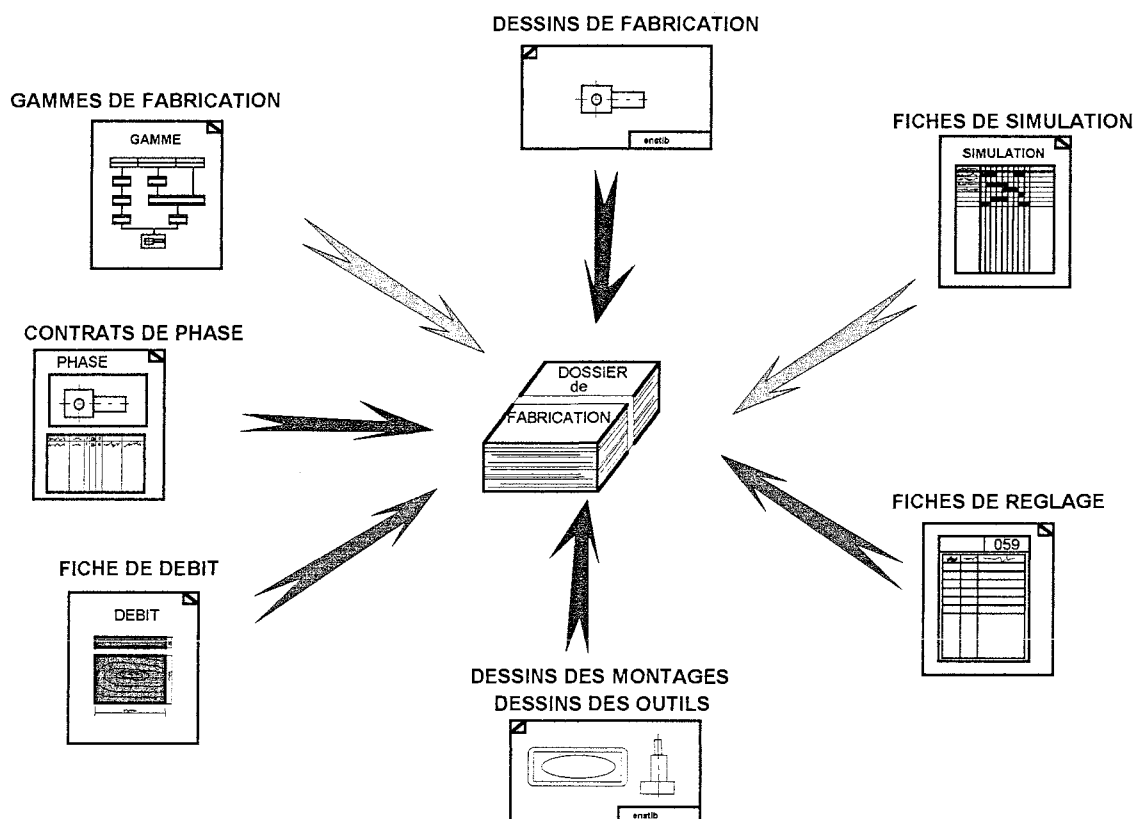 DESSINS DE FABRICATION
enstib
GAMMES DE FABRICATION
GAMME
FICHES DE SIMULATION
SIMULATION
CONTRATS DE PHASE
PHASE
DOSSIER
de
FABRICATION
FICHES DE REGLAGE
059
FICHE DE DEBIT
DEBIT
DESSINS DES MONTAGES
DESSINS DES OUTILS
enstib